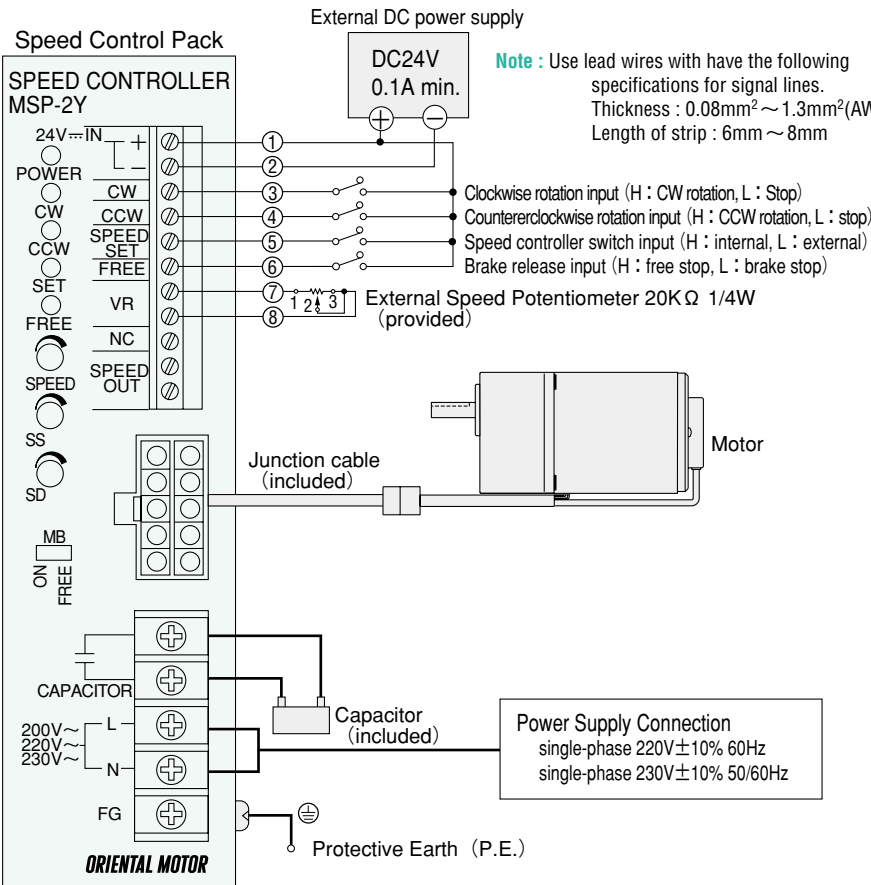 External DC power supply
Speed Control Pack
DC24V
0.1A min.
Note : Use lead wires with have the following
specifications for signal lines.
Thickness : 0.08mm²～1.3mm²(AW
Length of strip : 6mm～8mm
SPEED CONTROLLER
MSP-2Y
24V⎓IN
+
−
+
−
POWER
CW
CCW
SET
FREE
SPEED
SS
SD
CW
CCW
SPEED
SET
FREE
VR
NC
SPEED
OUT
①
②
③
④
⑤
⑥
⑦
⑧
Clockwise rotation input (H : CW rotation, L : Stop)
Countererclockwise rotation input (H : CCW rotation, L : stop)
Speed controller switch input (H : internal, L : external)
Brake release input (H : free stop, L : brake stop)
1 2 3
External Speed Potentiometer 20KΩ 1/4W
(provided)
Junction cable
(included)
Motor
MB
ON
FREE
CAPACITOR
Capacitor
(included)
200V～
220V～
230V～
L
N
FG
Power Supply Connection
single-phase 220V±10% 60Hz
single-phase 230V±10% 50/60Hz
Protective Earth (P.E.)
ORIENTAL MOTOR